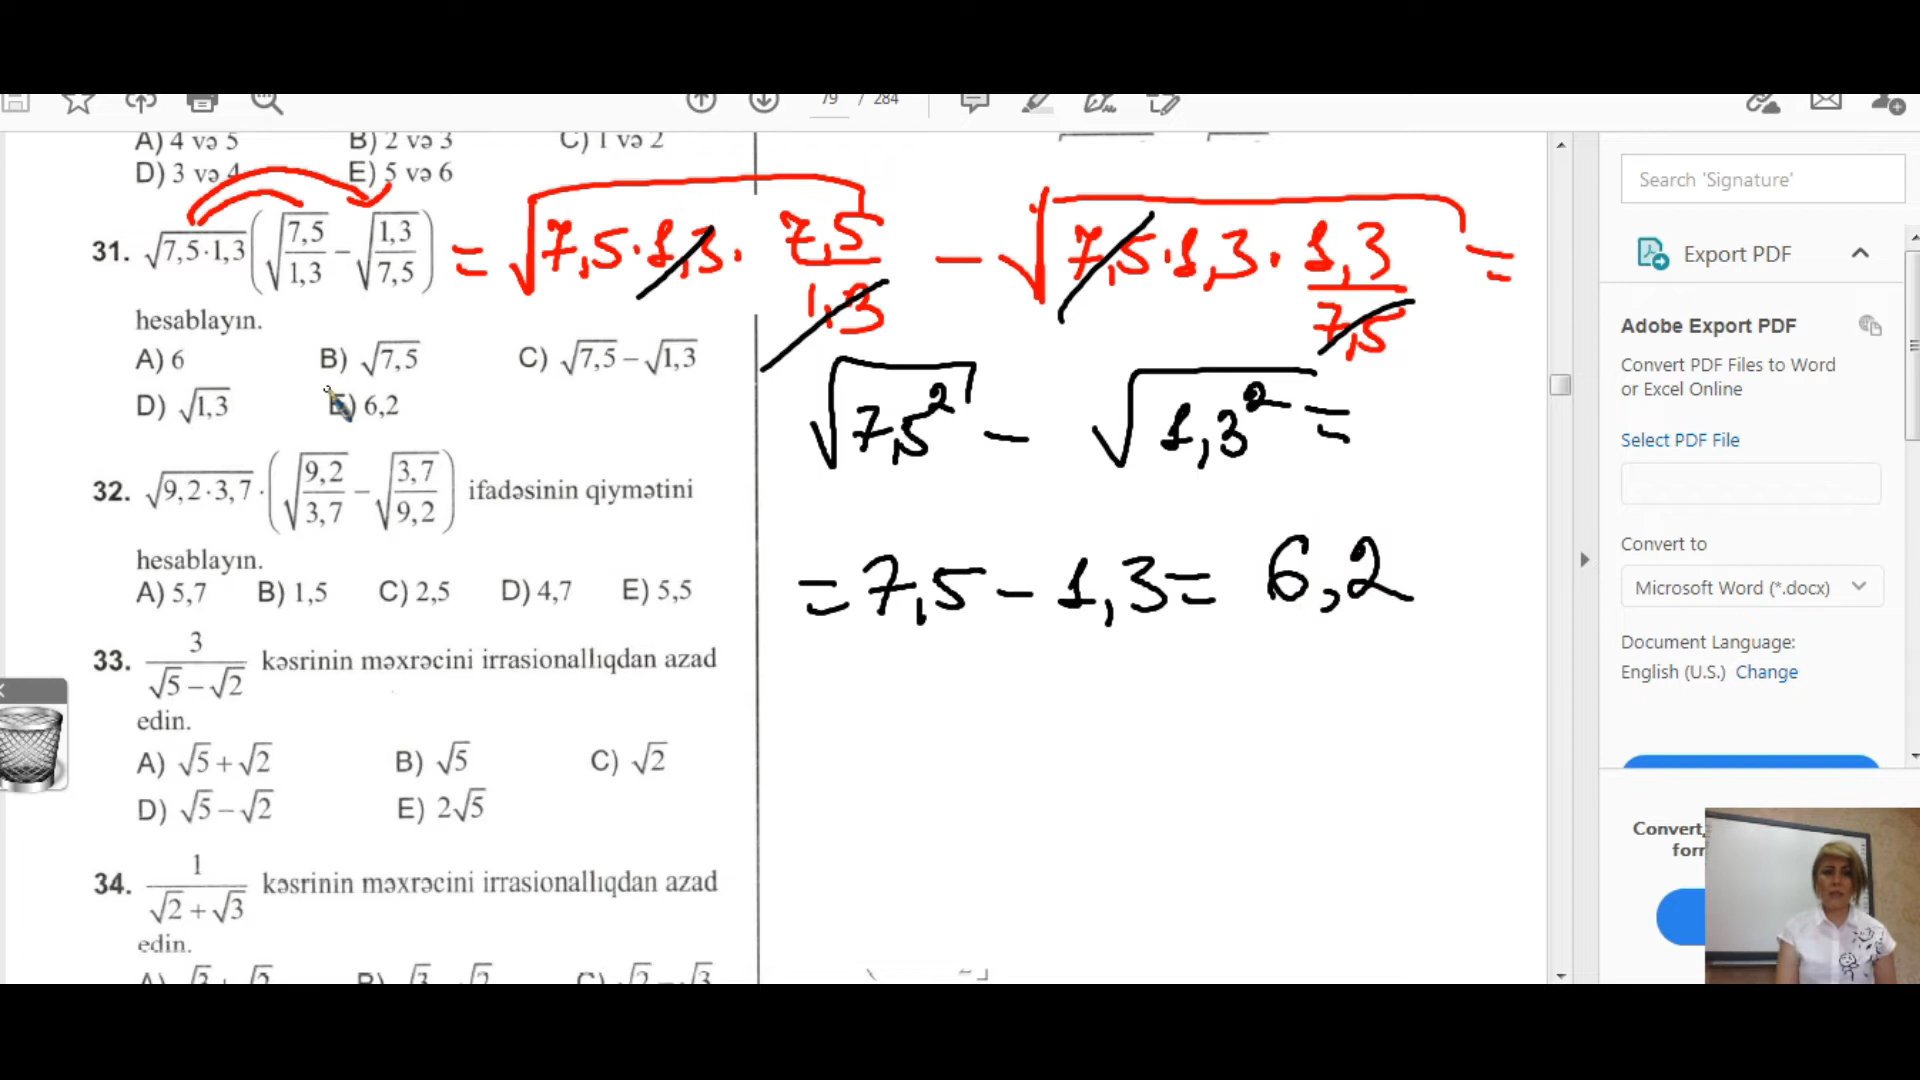 79 / 284
A) 4 və 5 B) 2 və 3 C) 1 və 2
D) 3 və 4 E) 5 və 6
31. √(7,5·1,3)(√(7,5/1,3) − √(1,3/7,5)) = √(7,5·1,3·7,5/1,3) − √(7,5·1,3·1,3/7,5) =
hesablayın.
A) 6 B) √7,5 C) √7,5 − √1,3
D) √1,3 E) 6,2
√7,5² − √1,3² =
32. √(9,2·3,7)·(√(9,2/3,7) − √(3,7/9,2)) ifadəsinin qiymətini
hesablayın.
A) 5,7 B) 1,5 C) 2,5 D) 4,7 E) 5,5
= 7,5 − 1,3 = 6,2
33. 3/(√5 − √2) kəsrinin məxrəcini irrasionallıqdan azad
edin.
A) √5 + √2 B) √5 C) √2
D) √5 − √2 E) 2√5
34. 1/(√2 + √3) kəsrinin məxrəcini irrasionallıqdan azad
edin.
Search 'Signature'
Export PDF
Adobe Export PDF
Convert PDF Files to Word
or Excel Online
Select PDF File
Convert to
Microsoft Word (*.docx)
Document Language:
English (U.S.) Change
Convert,